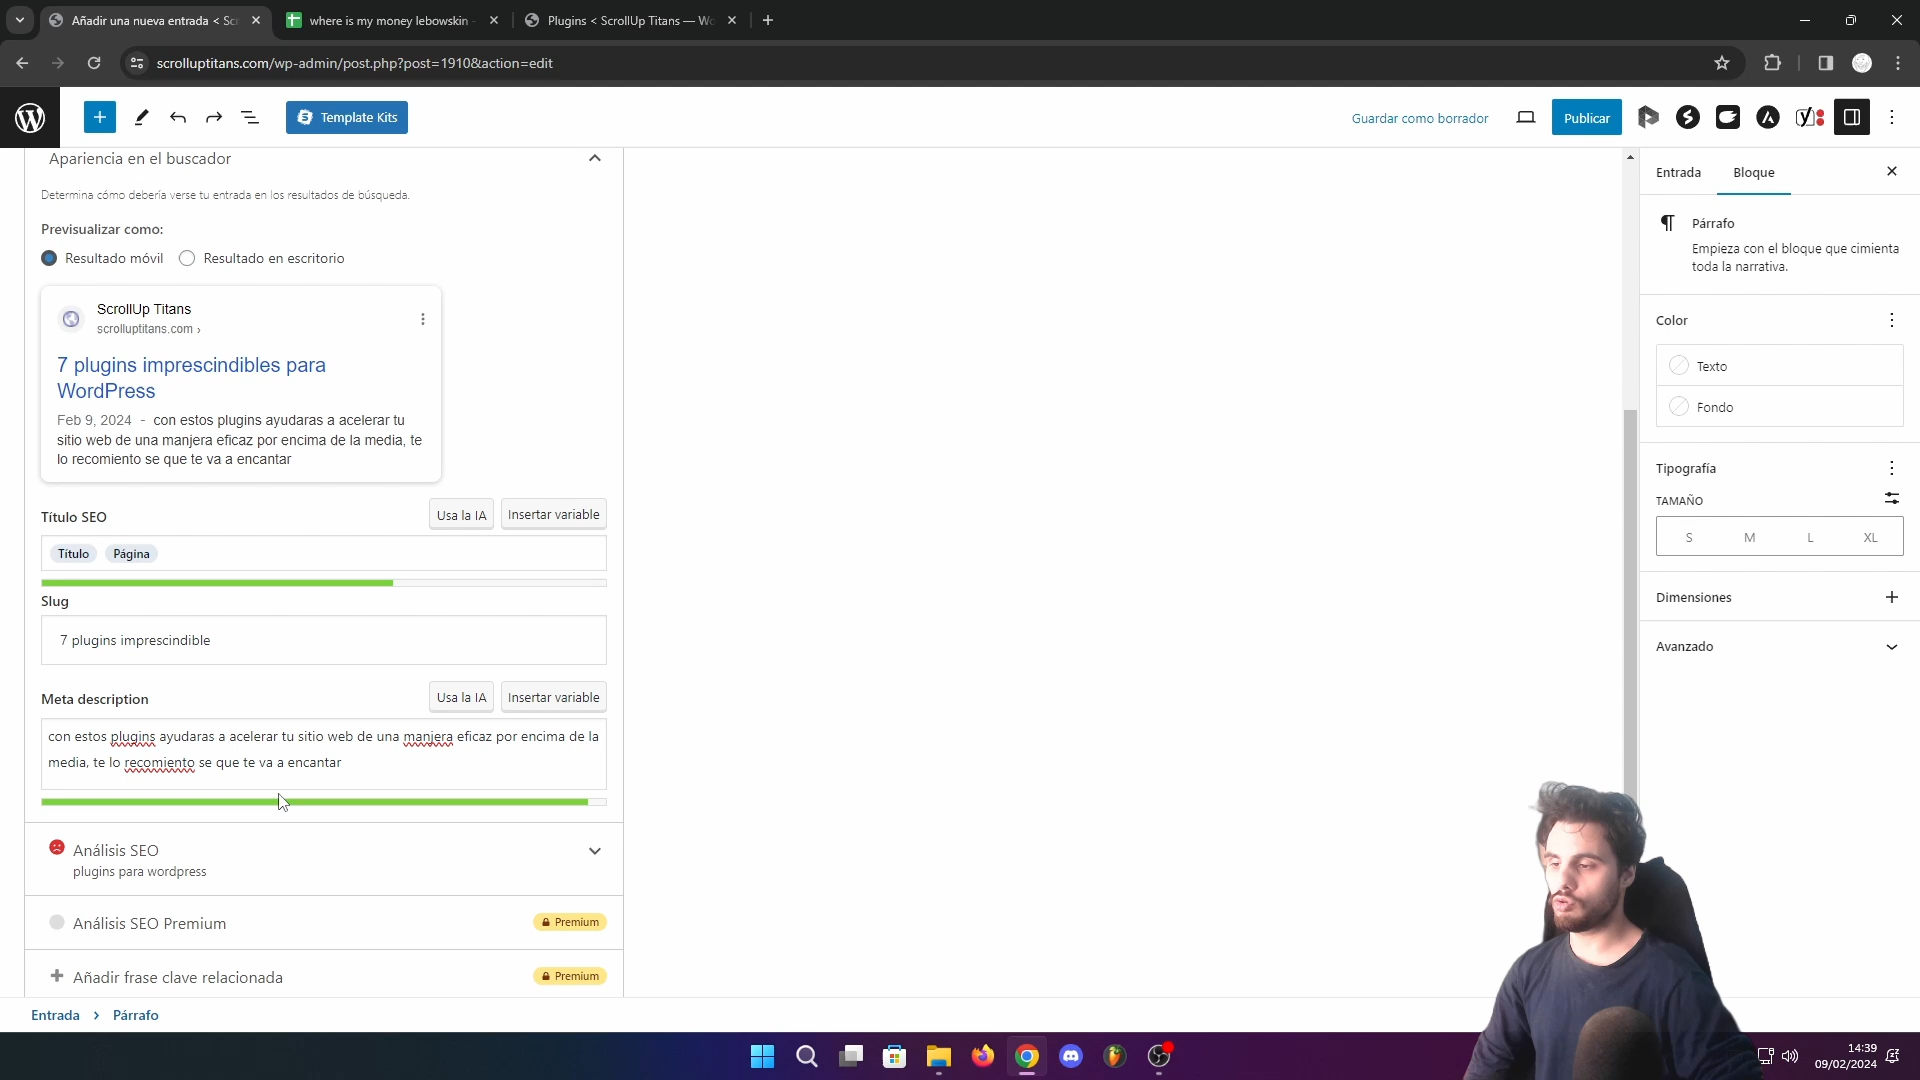 Añadir una nueva entrada < Sc
where is my money lebowskin
Plugins < ScrollUp Titans — Wo
scrolluptitans.com/wp-admin/post.php?post=1910&action=edit
Template Kits
Guardar como borrador
Publicar
Apariencia en el buscador
Determina cómo debería verse tu entrada en los resultados de búsqueda.
Previsualizar como:
Resultado móvil
Resultado en escritorio
ScrollUp Titans
scrolluptitans.com ›
7 plugins imprescindibles para
WordPress
Feb 9, 2024 - con estos plugins ayudaras a acelerar tu
sitio web de una manjera eficaz por encima de la media, te
lo recomiento se que te va a encantar
Título SEO
Usa la IA
Insertar variable
Título
Página
Slug
7 plugins imprescindible
Meta description
Usa la IA
Insertar variable
con estos plugins ayudaras a acelerar tu sitio web de una manjera eficaz por encima de la
media, te lo recomiento se que te va a encantar
Análisis SEO
plugins para wordpress
Análisis SEO Premium
Premium
Añadir frase clave relacionada
Premium
Entrada > Párrafo
Entrada
Bloque
Párrafo
Empieza con el bloque que cimienta
toda la narrativa.
Color
Texto
Fondo
Tipografía
TAMAÑO
S M L XL
Dimensiones
Avanzado
14:39
09/02/2024